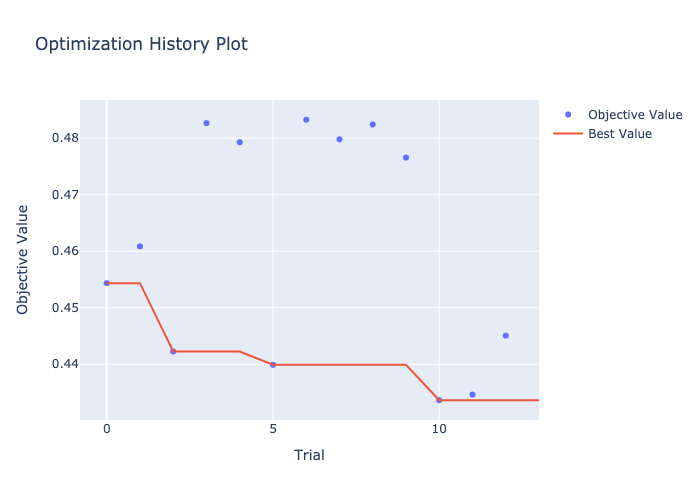 Optimization History Plot
Objective Value
Best Value
0.48
0.47
0.46
0.45
0.44
Objective Value
0
5
10
Trial